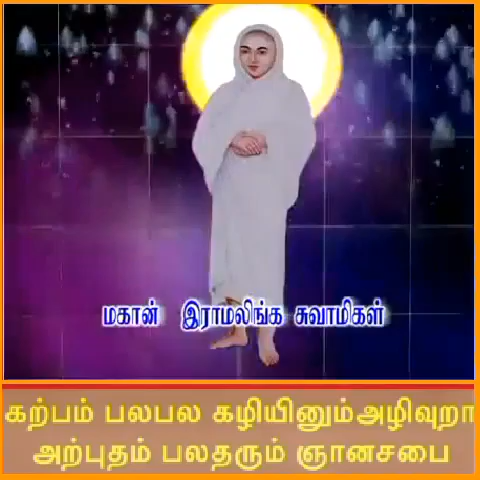 மகான் இராமலிங்க சுவாமிகள்
கற்பம் பலபல கழியினும்அழிவுறா
அற்புதம் பலதரும் ஞானசபை